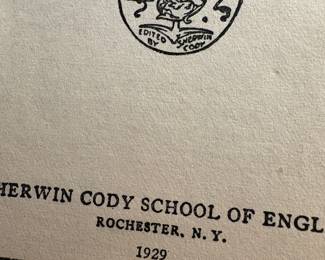 EDITED
BY SHERWIN
CODY
HERWIN CODY SCHOOL OF ENGL
ROCHESTER, N. Y.
1929